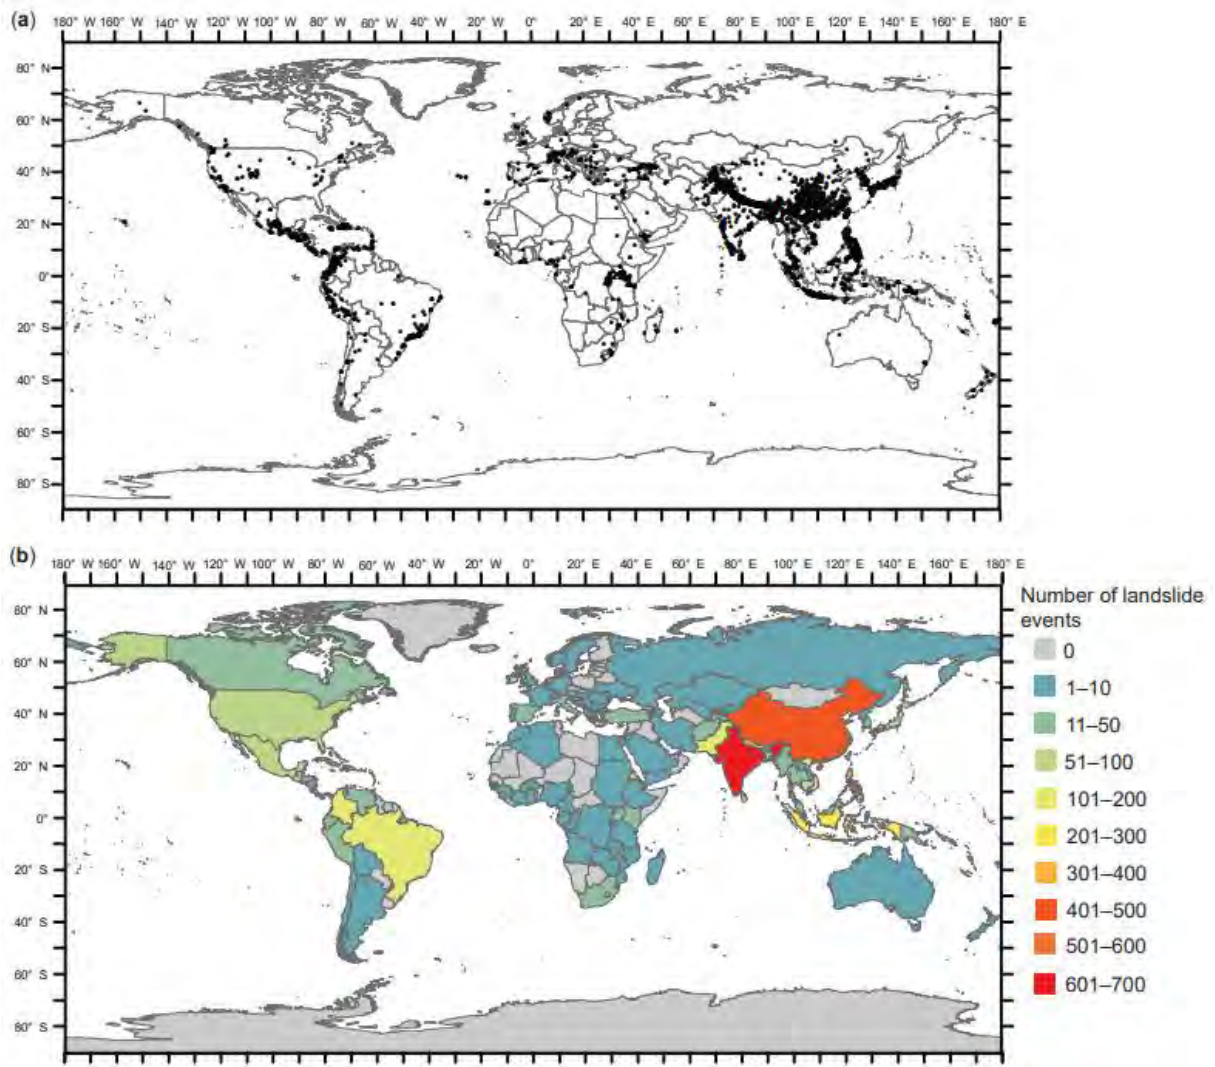 (a) 180° W 160° W 140° W 120° W 100° W 80° W 60° W 40° W 20° W 0° 20° E 40° E 60° E 80° E 100° E 120° E 140° E 160° E 180° E
80° N
60° N
40° N
20° N
0°
20° S
40° S
60° S
80° S
(b)
180° W 160° W 140° W 120° W 100° W 80° W 60° W 40° W 20° W 0° 20° E 40° E 60° E 80° E 100° E 120° E 140° E 160° E 180° E
80° N
60° N
40° N
20° N
0°
20° S
40° S
60° S
80° S
Number of landslide
events
0
1–10
11–50
51–100
101–200
201–300
301–400
401–500
501–600
601–700